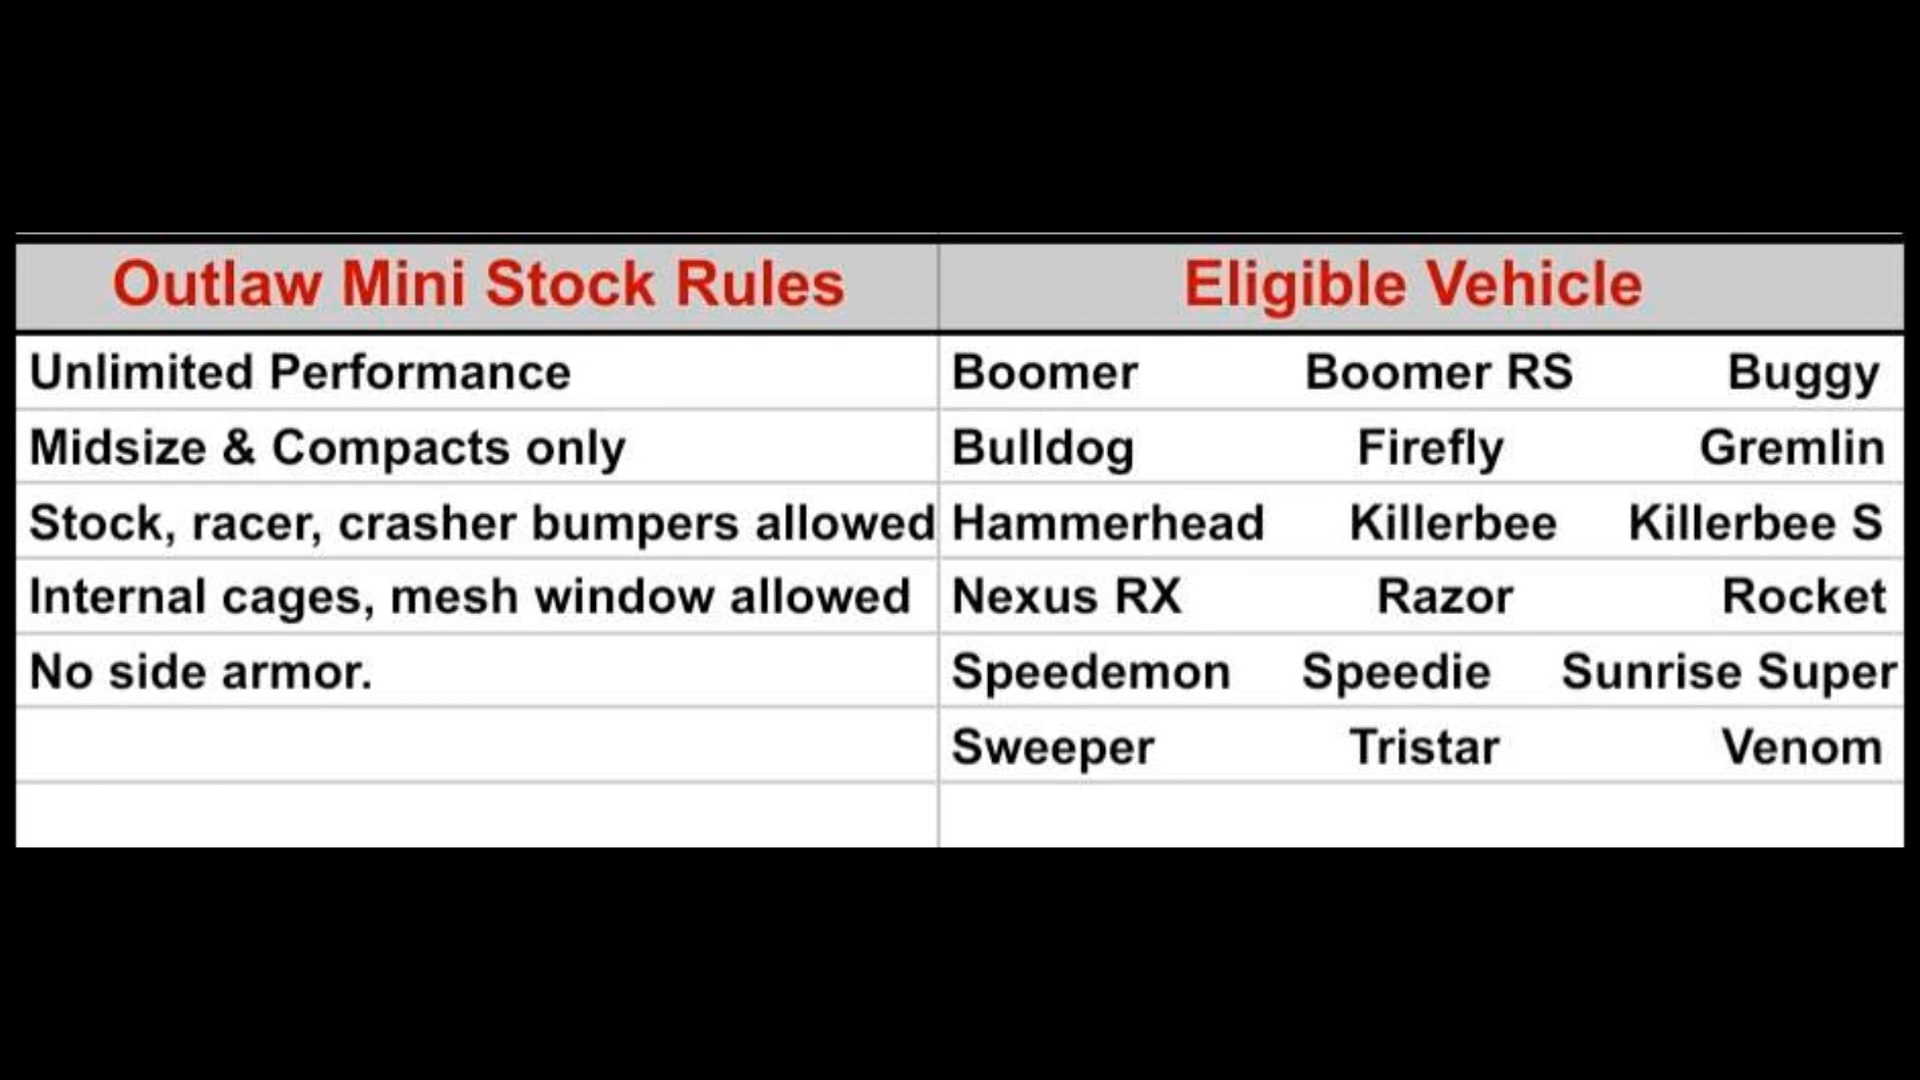 Outlaw Mini Stock Rules Eligible Vehicle
Unlimited Performance Boomer Boomer RS Buggy
Midsize & Compacts only Bulldog Firefly Gremlin
Stock, racer, crasher bumpers allowed Hammerhead Killerbee Killerbee S
Internal cages, mesh window allowed Nexus RX Razor Rocket
No side armor. Speedemon Speedie Sunrise Super
Sweeper Tristar Venom